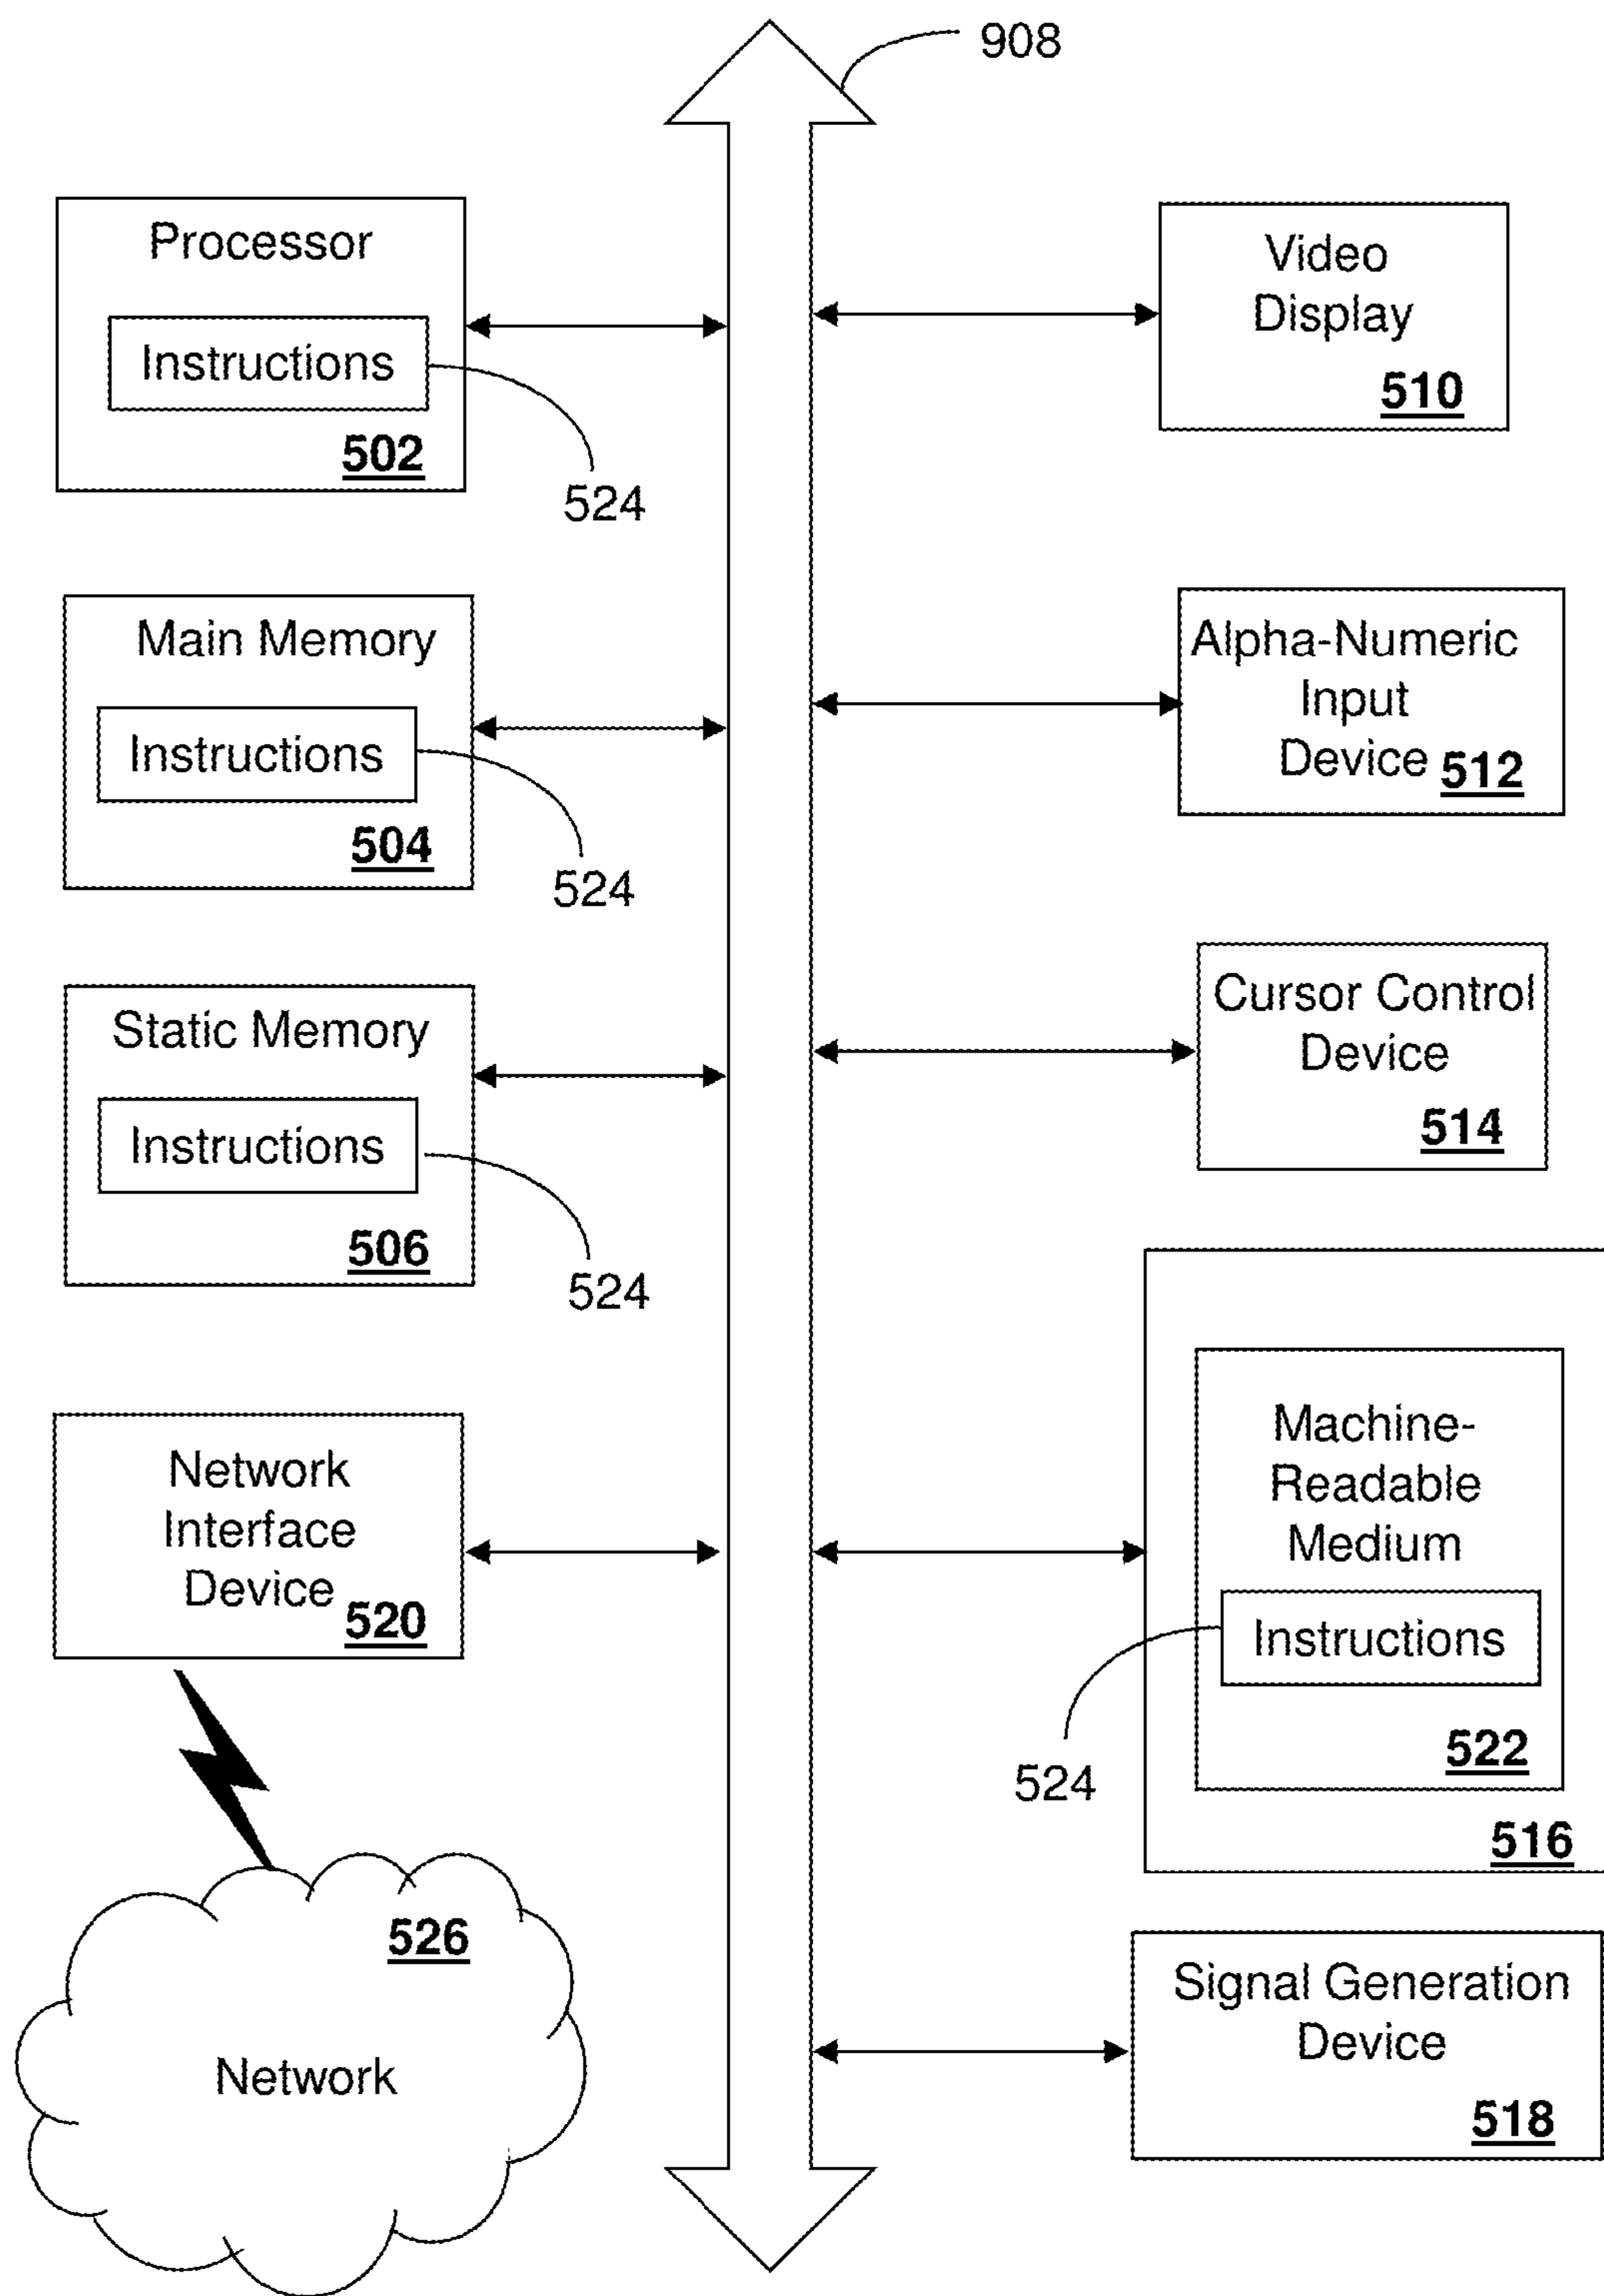 908
Processor
Instructions
502
524
Main Memory
Instructions
504
524
Static Memory
Instructions
506
524
Network
Interface
Device
520
526
Network
Video
Display
510
Alpha-Numeric
Input
Device 512
Cursor Control
Device
514
Machine-
Readable
Medium
Instructions
522
524
516
Signal Generation
Device
518